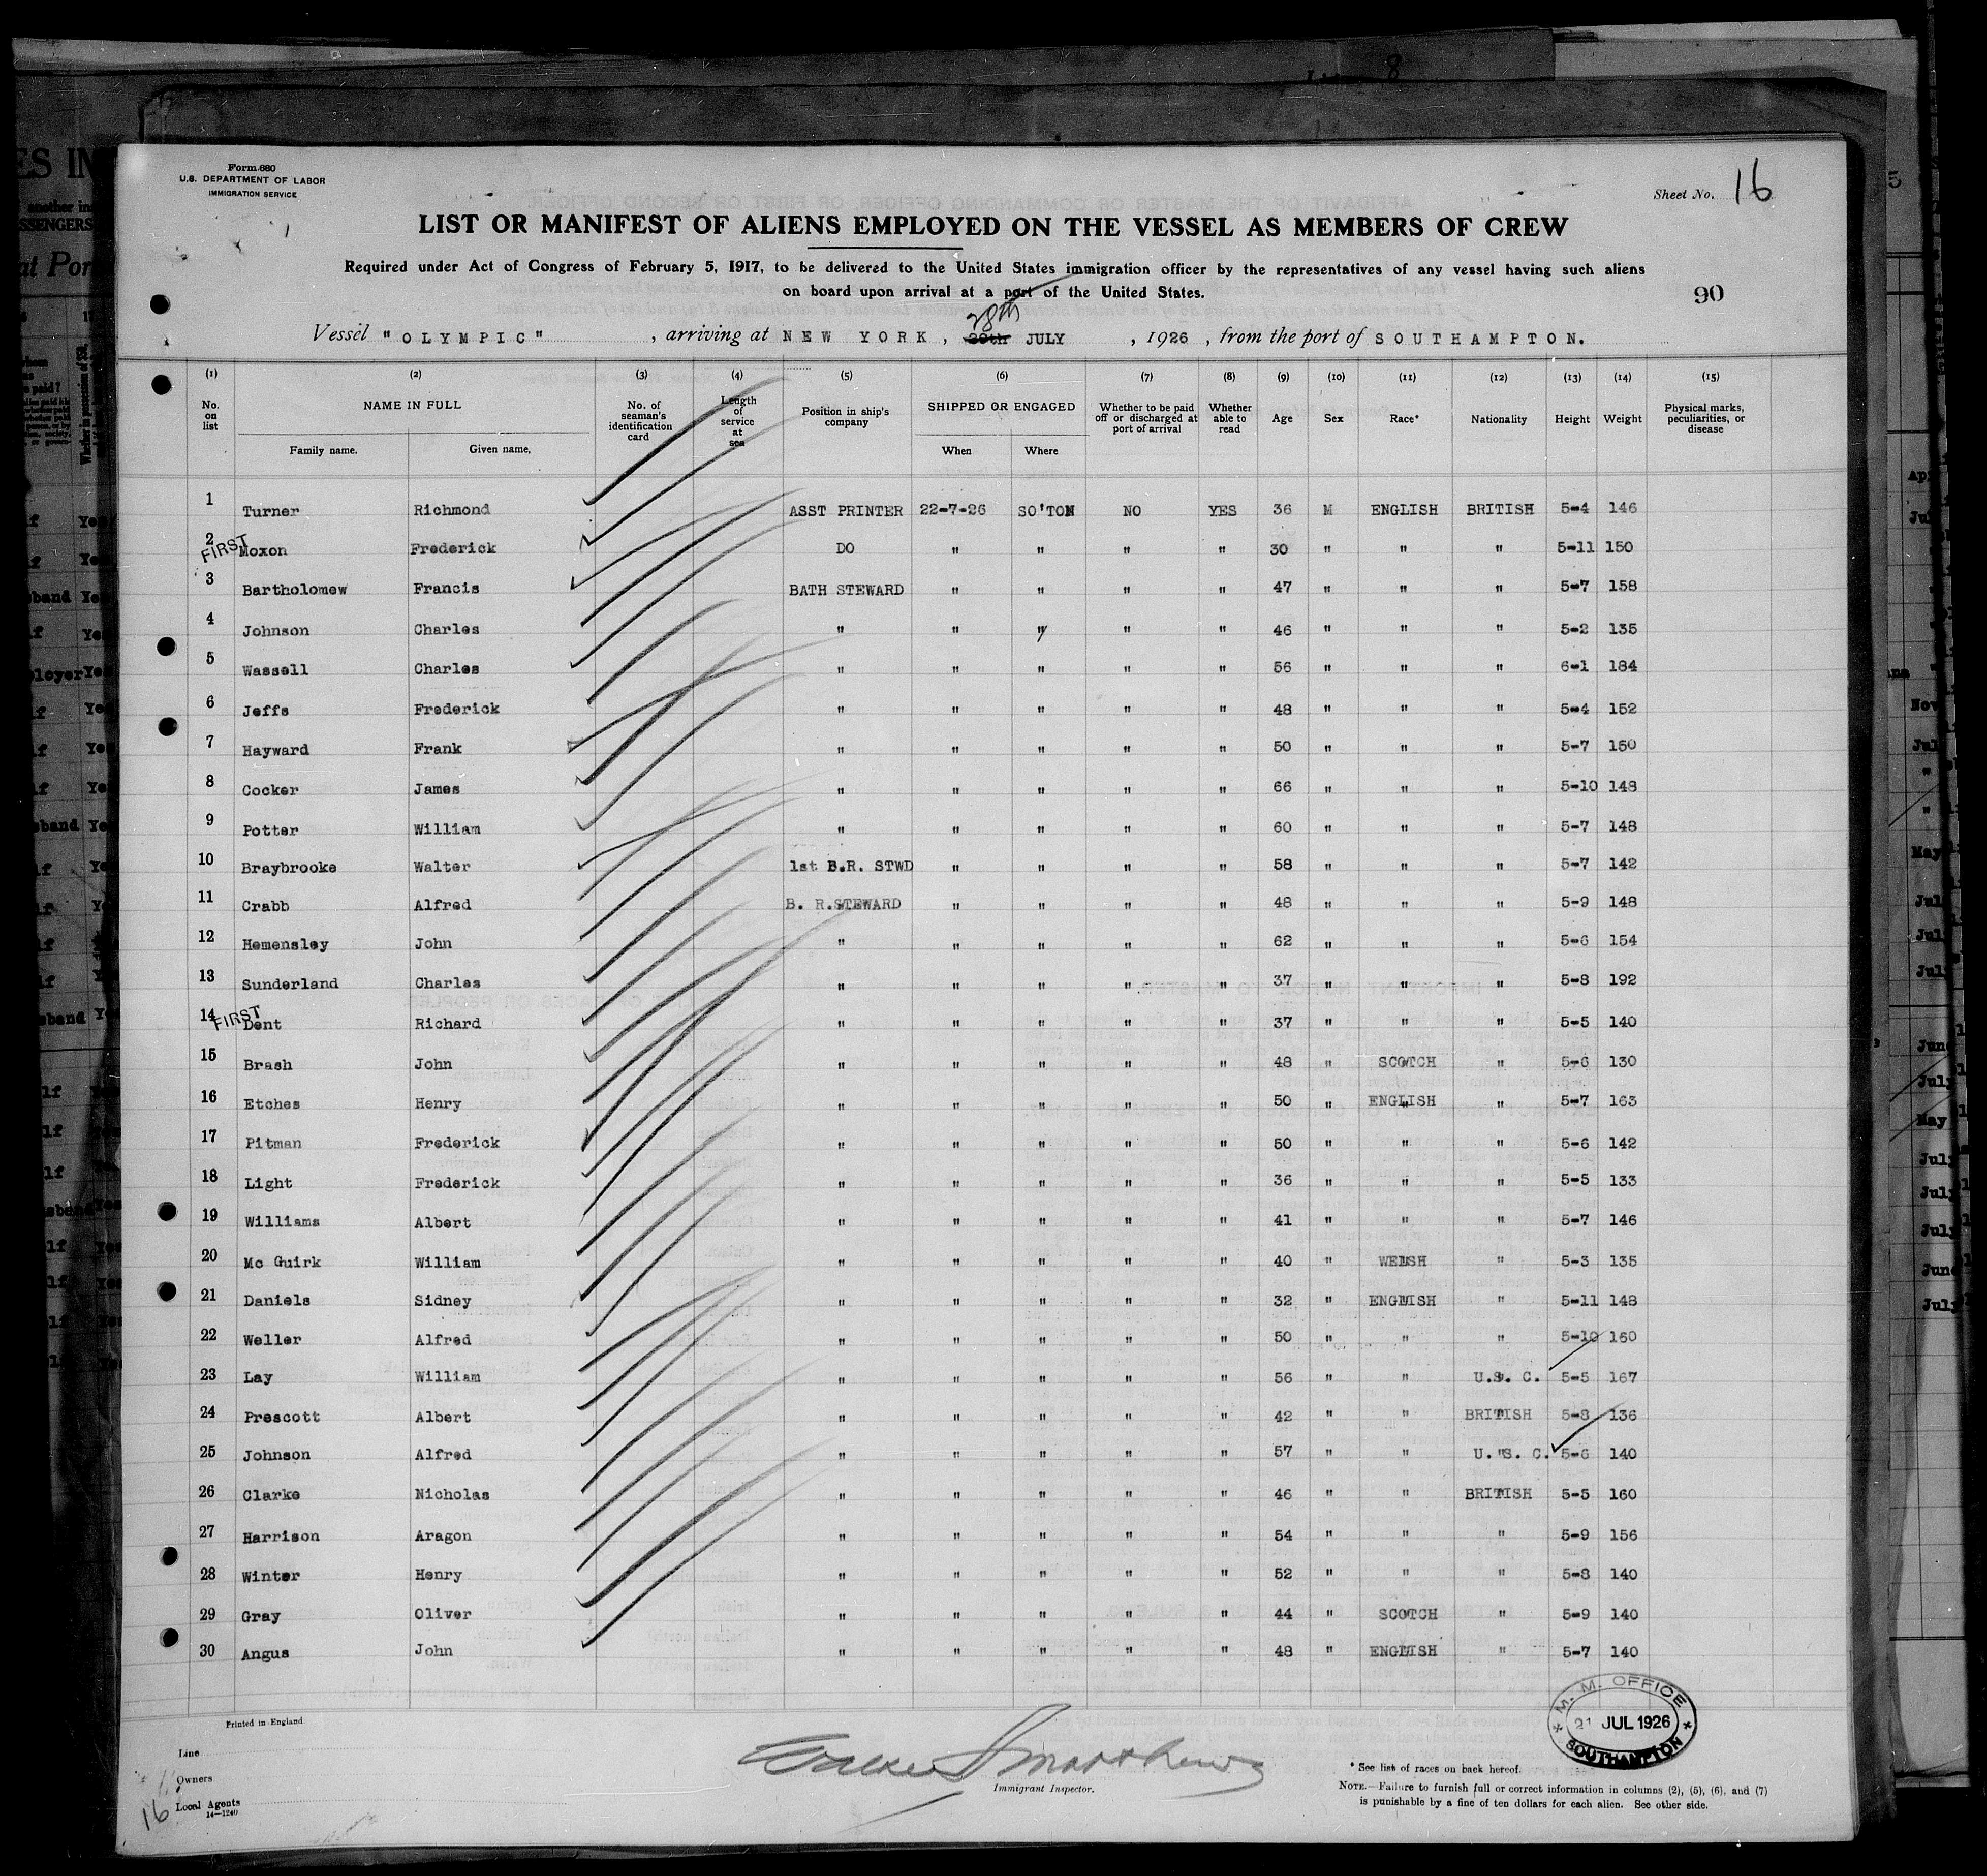 Form 680
U.S. DEPARTMENT OF LABOR
IMMIGRATION SERVICE
Sheet No. 16
LIST OR MANIFEST OF ALIENS EMPLOYED ON THE VESSEL AS MEMBERS OF CREW
Required under Act of Congress of February 5, 1917, to be delivered to the United States immigration officer by the representatives of any vessel having such aliens
on board upon arrival at a port of the United States.
90
28th
Vessel "OLYMPIC" , arriving at NEW YORK, 29th JULY , 1926 , from the port of SOUTHAMPTON.
(1) (2) (3) (4) (5) (6) (7) (8) (9) (10) (11) (12) (13) (14) (15)
No. on list NAME IN FULL Family name. Given name. No. of seaman's identification card Length of service at sea Position in ship's company SHIPPED OR ENGAGED When Where Whether to be paid off or discharged at port of arrival Whether able to read Age Sex Race* Nationality Height Weight Physical marks, peculiarities, or disease
1 Turner Richmond ASST PRINTER 22-7-26 SO'TON NO YES 36 M ENGLISH BRITISH 5-4 146
2 FIRST Moxon Frederick DO " " " " 30 " " " 5-11 150
3 Bartholomew Francis BATH STEWARD " " " " 47 " " " 5-7 158
4 Johnson Charles " " " " " 46 " " " 5-2 135
5 Wassell Charles " " " " " 56 " " " 6-1 184
6 Jeffs Frederick " " " " " 48 " " " 5-4 152
7 Hayward Frank " " " " " 50 " " " 5-7 150
8 Cocker James " " " " " 66 " " " 5-10 148
9 Potter William " " " " " 60 " " " 5-7 148
10 Braybrooke Walter 1st B.R. STWD " " " " 58 " " " 5-7 142
11 Crabb Alfred B. R.STEWARD " " " " 48 " " " 5-9 148
12 Hemensley John " " " " " 62 " " " 5-6 154
13 Sunderland Charles " " " " " 37 " " " 5-8 192
14 FIRST Dent Richard " " " " " 37 " " " 5-5 140
15 Brash John " " " " " 48 " SCOTCH " 5-6 130
16 Etches Henry " " " " " 50 " ENGLISH " 5-7 163
17 Pitman Frederick " " " " " 50 " " " 5-6 142
18 Light Frederick " " " " " 36 " " " 5-5 133
19 Williams Albert " " " " " 41 " " " 5-7 146
20 Mc Guirk William " " " " " 40 " WELSH " 5-3 135
21 Daniels Sidney " " " " " 32 " ENGLISH " 5-11 148
22 Weller Alfred " " " " " 50 " " " 5-10 160
23 Lay William " " " " " 56 " " U.S. C. 5-5 167
24 Prescott Albert " " " " " 42 " " BRITISH 5-8 136
25 Johnson Alfred " " " " " 57 " " U. S. C. 5-6 140
26 Clarke Nicholas " " " " " 46 " " BRITISH 5-5 160
27 Harrison Aragon " " " " " 54 " " " 5-9 156
28 Winter Henry " " " " " 52 " " " 5-8 140
29 Gray Oliver " " " " " 44 " SCOTCH " 5-9 140
30 Angus John " " " " " 48 " ENGLISH " 5-7 140
M. M. OFFICE
21 JUL 1926
SOUTHAMPTON
Printed in England
Line
Owners
Local Agents
14—1240
16
Immigrant Inspector.
* See list of races on back hereof.
NOTE.—Failure to furnish full or correct information in columns (2), (5), (6), and (7)
is punishable by a fine of ten dollars for each alien. See other side.